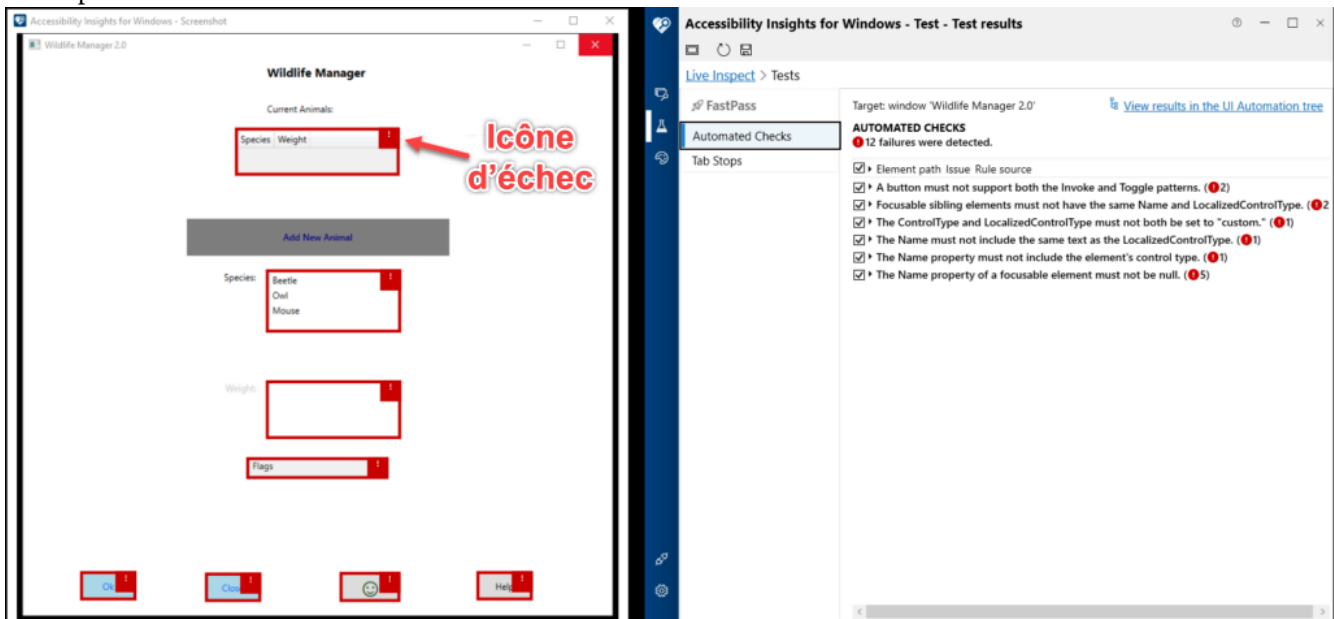 Accessibility Insights for Windows - Screenshot
Wildlife Manager 2.0
Wildlife Manager
Current Animals:
Species Weight
!
Icône
d'échec
Add New Animal
Species:
Beetle
!
Owl
Mouse
Weight:
!
Flags
!
Ok
!
Clos
!
!
Help
!
Accessibility Insights for Windows - Test - Test results
Live Inspect > Tests
FastPass
Automated Checks
Tab Stops
Target: window 'Wildlife Manager 2.0'
View results in the UI Automation tree
AUTOMATED CHECKS
12 failures were detected.
Element path Issue Rule source
A button must not support both the Invoke and Toggle patterns. (2)
Focusable sibling elements must not have the same Name and LocalizedControlType. (2
The ControlType and LocalizedControlType must not both be set to "custom." (1)
The Name must not include the same text as the LocalizedControlType. (1)
The Name property must not include the element's control type. (1)
The Name property of a focusable element must not be null. (5)